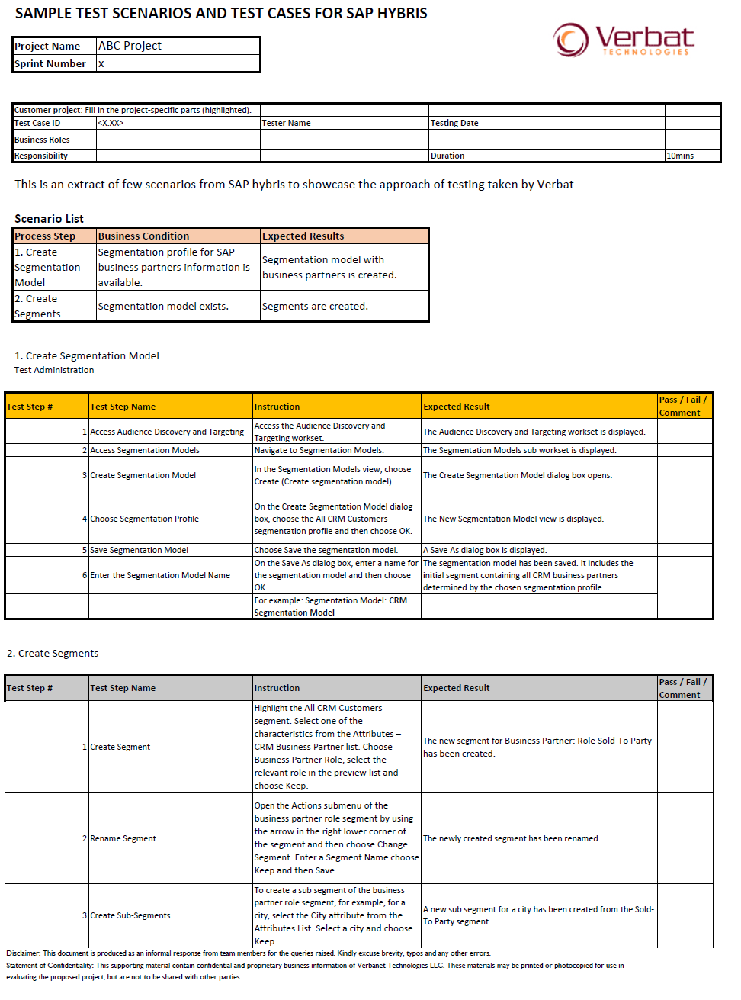 SAMPLE TEST SCENARIOS AND TEST CASES FOR SAP HYBRIS
Verbat
TECHNOLOGIES
Project Name ABC Project
Sprint Number x
Customer project: Fill in the project-specific parts (highlighted).
Test Case ID <X.XX> Tester Name Testing Date
Business Roles
Responsibility Duration 10mins
This is an extract of few scenarios from SAP hybris to showcase the approach of testing taken by Verbat
Scenario List
Process Step Business Condition Expected Results
1. Create
Segmentation
Model
Segmentation profile for SAP
business partners information is
available.
Segmentation model with
business partners is created.
2. Create
Segments
Segmentation model exists.
Segments are created.
1. Create Segmentation Model
Test Administration
Test Step # Test Step Name Instruction Expected Result Pass / Fail /
Comment
1 Access Audience Discovery and Targeting
Access the Audience Discovery and
Targeting workset.
The Audience Discovery and Targeting workset is displayed.
2 Access Segmentation Models Navigate to Segmentation Models. The Segmentation Models sub workset is displayed.
3 Create Segmentation Model
In the Segmentation Models view, choose
Create (Create segmentation model).
The Create Segmentation Model dialog box opens.
4 Choose Segmentation Profile
On the Create Segmentation Model dialog
box, choose the All CRM Customers
segmentation profile and then choose OK.
The New Segmentation Model view is displayed.
5 Save Segmentation Model Choose Save the segmentation model. A Save As dialog box is displayed.
6 Enter the Segmentation Model Name
On the Save As dialog box, enter a name for
the segmentation model and then choose
OK.
The segmentation model has been saved. It includes the
initial segment containing all CRM business partners
determined by the chosen segmentation profile.
For example: Segmentation Model: CRM
Segmentation Model
2. Create Segments
Test Step # Test Step Name Instruction Expected Result Pass / Fail /
Comment
1 Create Segment
Highlight the All CRM Customers
segment. Select one of the
characteristics from the Attributes –
CRM Business Partner list. Choose
Business Partner Role, select the
relevant role in the preview list and
choose Keep.
The new segment for Business Partner: Role Sold-To Party
has been created.
2 Rename Segment
Open the Actions submenu of the
business partner role segment by using
the arrow in the right lower corner of
the segment and then choose Change
Segment. Enter a Segment Name choose
Keep and then Save.
The newly created segment has been renamed.
3 Create Sub-Segments
To create a sub segment of the business
partner role segment, for example, for a
city, select the City attribute from the
Attributes List. Select a city and choose
Keep.
A new sub segment for a city has been created from the Sold-
To Party segment.
Disclaimer: This document is produced as an informal response from team members for the queries raised. Kindly excuse brevity, typos and any other errors.
Statement of Confidentiality: This supporting material contain confidential and proprietary business information of Verbanet Technologies LLC. These materials may be printed or photocopied for use in
evaluating the proposed project, but are not to be shared with other parties.